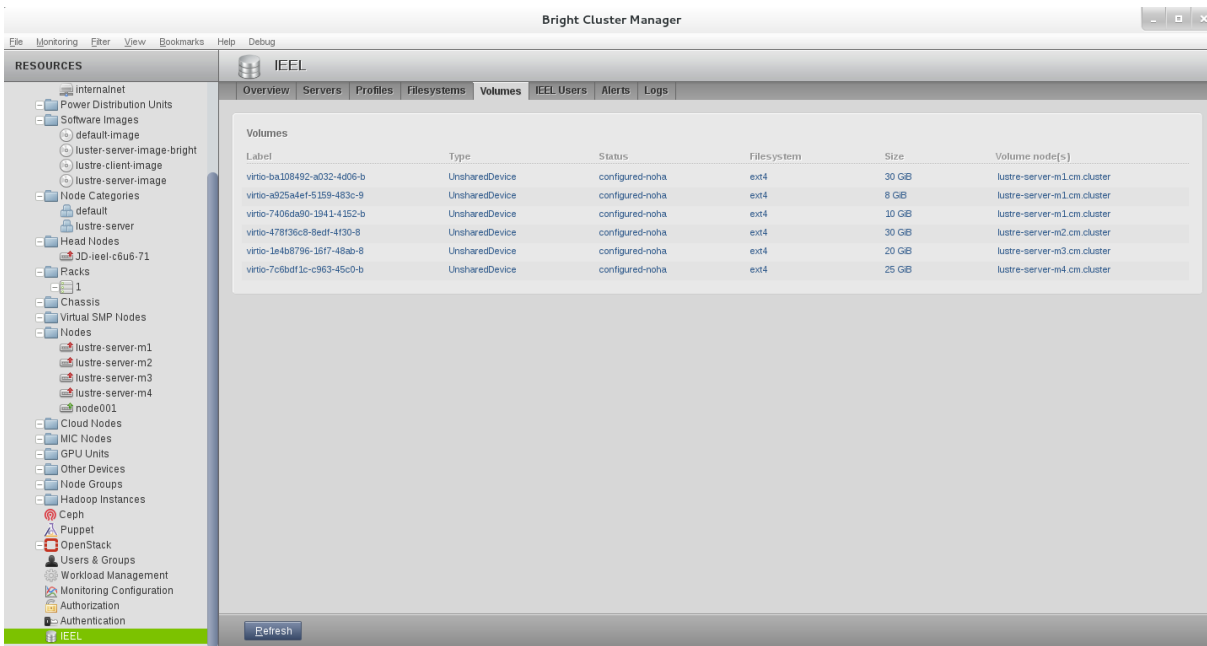 Bright Cluster Manager
File Monitoring Filter View Bookmarks Help Debug
RESOURCES
internalnet
Power Distribution Units
Software Images
default-image
luster-server-image-bright
lustre-client-image
lustre-server-image
Node Categories
default
lustre-server
Head Nodes
JD-ieel-c6u6-71
Racks
1
Chassis
Virtual SMP Nodes
Nodes
lustre-server-m1
lustre-server-m2
lustre-server-m3
lustre-server-m4
node001
Cloud Nodes
MIC Nodes
GPU Units
Other Devices
Node Groups
Hadoop Instances
Ceph
Puppet
OpenStack
Users & Groups
Workload Management
Monitoring Configuration
Authorization
Authentication
IEEL
IEEL
Overview Servers Profiles Filesystems Volumes IEEL Users Alerts Logs
Volumes
Label Type Status Filesystem Size Volume node(s)
virtio-ba108492-a032-4d06-b UnsharedDevice configured-noha ext4 30 GiB lustre-server-m1.cm.cluster
virtio-a925a4ef-5159-483c-9 UnsharedDevice configured-noha ext4 8 GiB lustre-server-m1.cm.cluster
virtio-7406da90-1941-4152-b UnsharedDevice configured-noha ext4 10 GiB lustre-server-m1.cm.cluster
virtio-478f36c8-8edf-4f30-8 UnsharedDevice configured-noha ext4 30 GiB lustre-server-m2.cm.cluster
virtio-1e4b8796-16f7-48ab-8 UnsharedDevice configured-noha ext4 20 GiB lustre-server-m3.cm.cluster
virtio-7c6bdf1c-c963-45c0-b UnsharedDevice configured-noha ext4 25 GiB lustre-server-m4.cm.cluster
Refresh